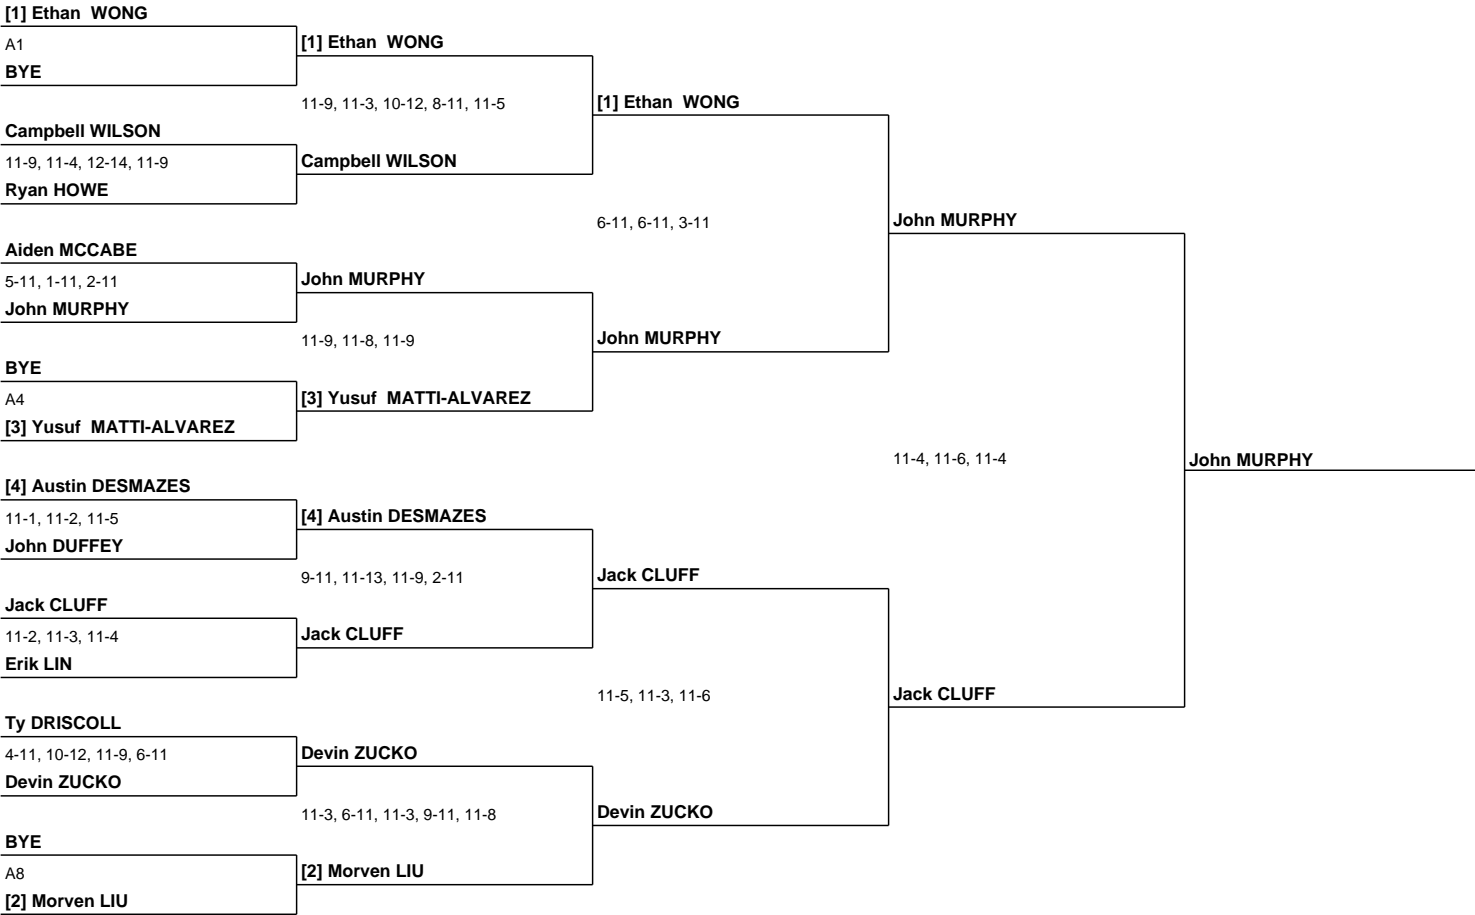 [1] Ethan WONG
A1
BYE
Campbell WILSON
11-9, 11-4, 12-14, 11-9
Ryan HOWE
Aiden MCCABE
5-11, 1-11, 2-11
John MURPHY
BYE
A4
[3] Yusuf MATTI-ALVAREZ
[4] Austin DESMAZES
11-1, 11-2, 11-5
John DUFFEY
Jack CLUFF
11-2, 11-3, 11-4
Erik LIN
Ty DRISCOLL
4-11, 10-12, 11-9, 6-11
Devin ZUCKO
BYE
A8
[2] Morven LIU
[1] Ethan WONG
11-9, 11-3, 10-12, 8-11, 11-5
Campbell WILSON
John MURPHY
11-9, 11-8, 11-9
[3] Yusuf MATTI-ALVAREZ
[4] Austin DESMAZES
9-11, 11-13, 11-9, 2-11
Jack CLUFF
Devin ZUCKO
11-3, 6-11, 11-3, 9-11, 11-8
[2] Morven LIU
[1] Ethan WONG
6-11, 6-11, 3-11
John MURPHY
Jack CLUFF
11-5, 11-3, 11-6
Devin ZUCKO
John MURPHY
11-4, 11-6, 11-4
Jack CLUFF
John MURPHY